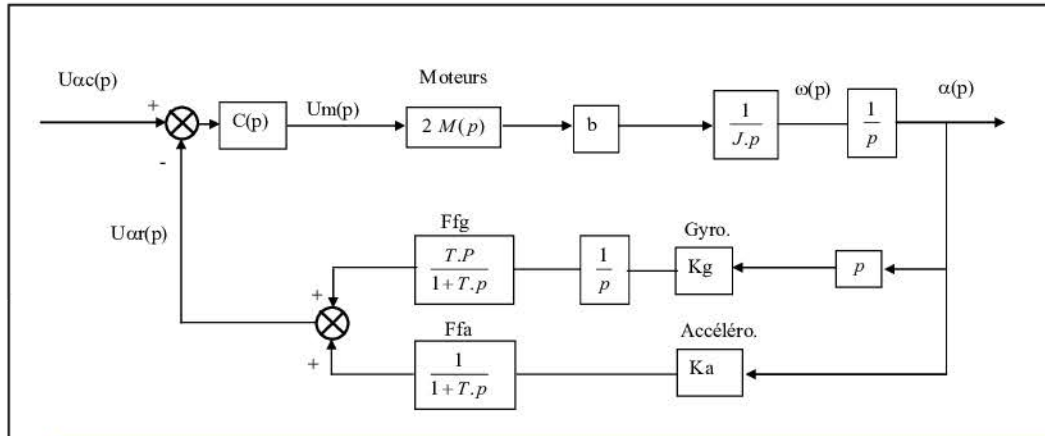 Uαc(p)
Moteurs
ω(p)
α(p)
+
C(p)
Um(p)
2 M(p)
b
1
J.p
1
p
-
Uαr(p)
Ffg
Gyro.
T.P
1+T.p
1
p
Kg
p
+
Ffa
Accéléro.
+
1
1+T.p
Ka